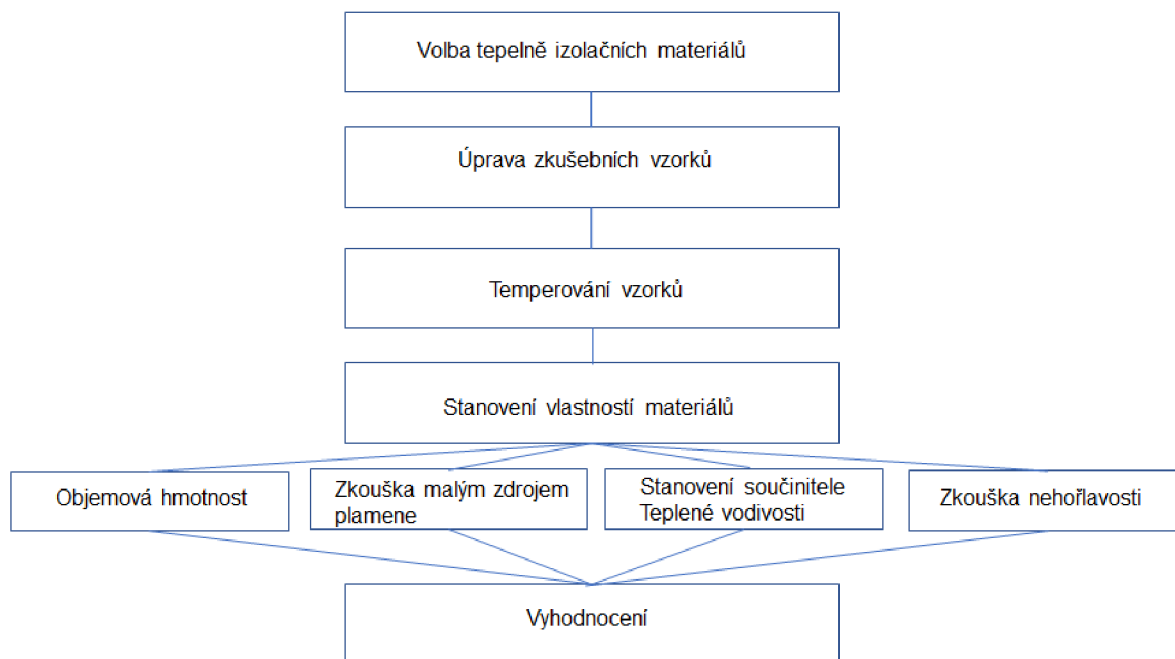 Volba tepelně izolačních materiálů
Úprava zkušebních vzorků
Temperování vzorků
Stanovení vlastností materiálů
Objemová hmotnost
Zkouška malým zdrojem
plamene
Stanovení součinitele
Teplené vodivosti
Zkouška nehořlavosti
Vyhodnocení